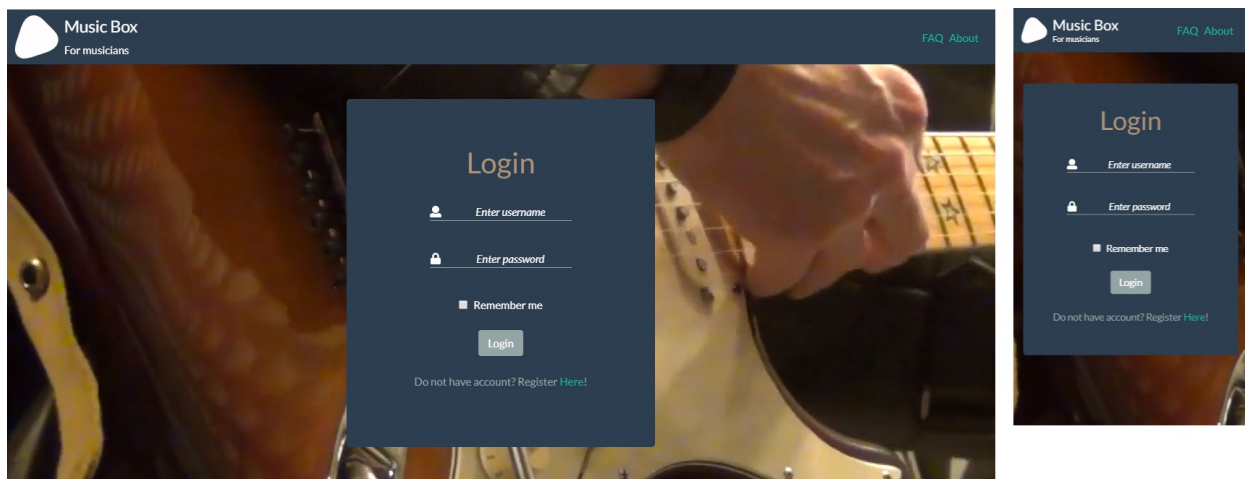 Music Box
For musicians
FAQ About
Login
Enter username
Enter password
Remember me
Login
Do not have account? Register Here!
Music Box
For musicians
FAQ About
Login
Enter username
Enter password
Remember me
Login
Do not have account? Register Here!